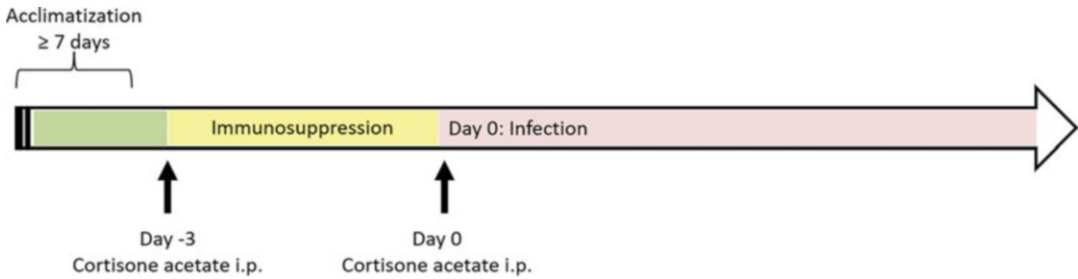 Acclimatization
≥ 7 days
Immunosuppression
Day 0: Infection
Day -3
Cortisone acetate i.p.
Day 0
Cortisone acetate i.p.